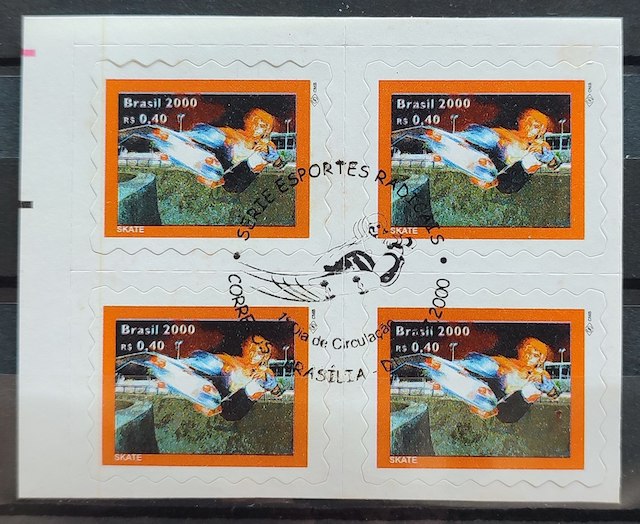 Brasil 2000
R$ 0,40
SKATE
Brasil 2000
R$ 0,40
SKATE
SÉRIE ESPORTES RADICAIS
1º Dia de Circulação
CORREIOS BRASÍLIA - 2000
Brasil 2000
R$ 0,40
SKATE
Brasil 2000
R$ 0,40
SKATE